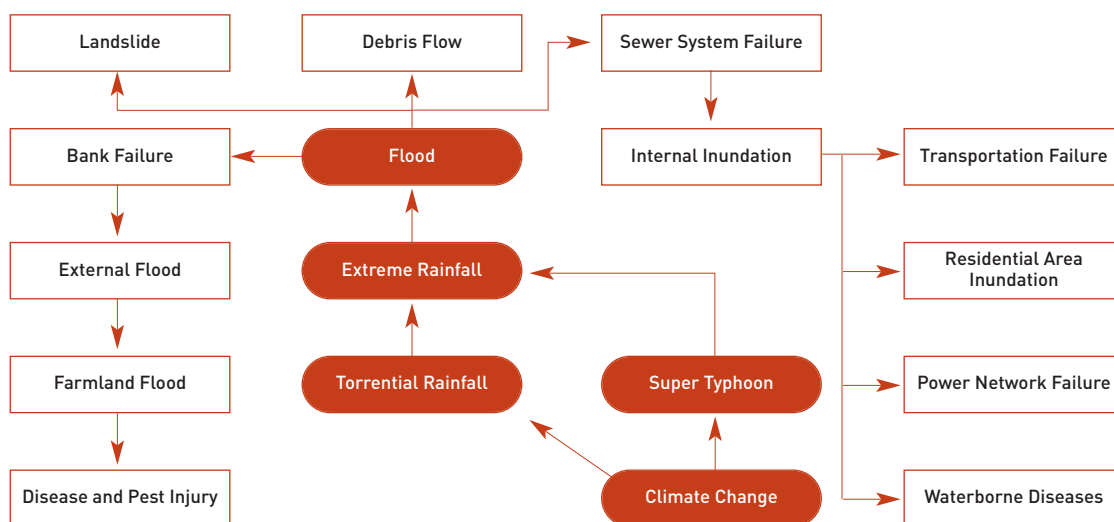 Landslide
Debris Flow
Sewer System Failure
Bank Failure
Flood
Internal Inundation
Transportation Failure
External Flood
Extreme Rainfall
Residential Area
Inundation
Farmland Flood
Torrential Rainfall
Super Typhoon
Power Network Failure
Disease and Pest Injury
Climate Change
Waterborne Diseases